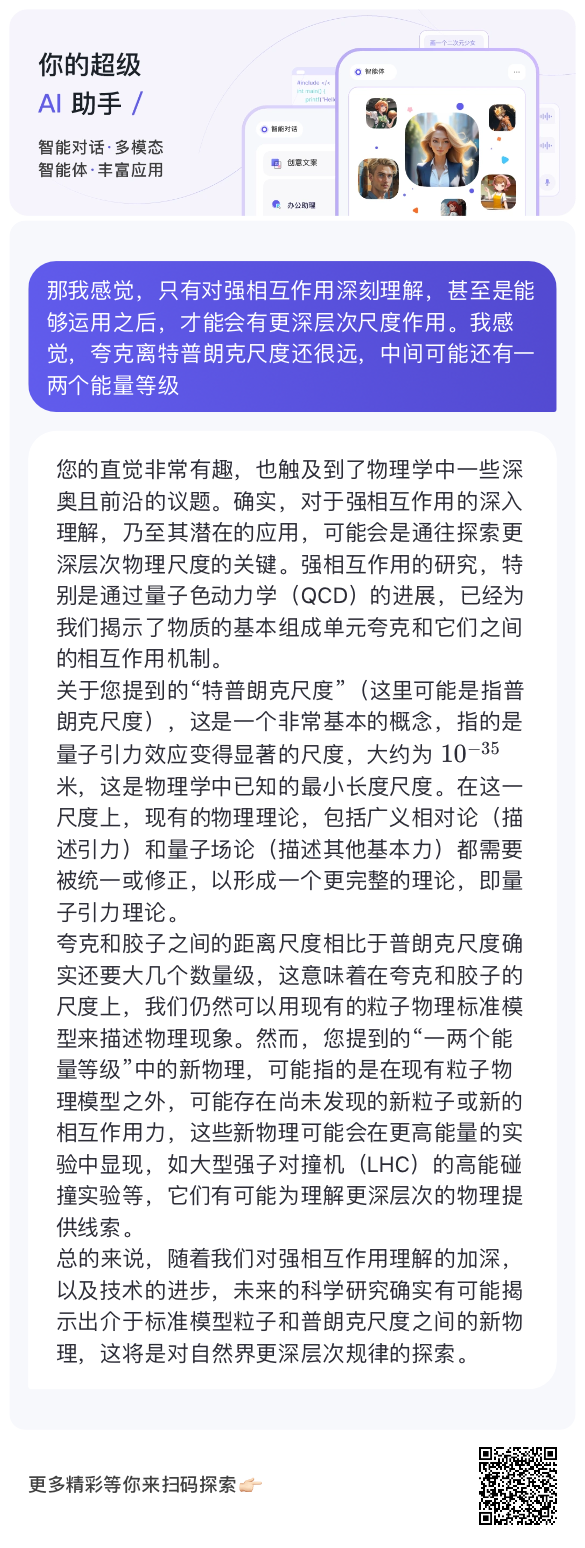 你的超级
AI 助手 /
智能对话·多模态
智能体·丰富应用
画一个二次元少女
智能体
#include </
int main() {
print("Hello
智能对话
创意文案
办公助理
那我感觉，只有对强相互作用深刻理解，甚至是能
够运用之后，才能会有更深层次尺度作用。我感
觉，夸克离特普朗克尺度还很远，中间可能还有一
两个能量等级
您的直觉非常有趣，也触及到了物理学中一些深
奥且前沿的议题。确实，对于强相互作用的深入
理解，乃至其潜在的应用，可能会是通往探索更
深层次物理尺度的关键。强相互作用的研究，特
别是通过量子色动力学（QCD）的进展，已经为
我们揭示了物质的基本组成单元夸克和它们之间
的相互作用机制。
关于您提到的“特普朗克尺度”（这里可能是指普
朗克尺度），这是一个非常基本的概念，指的是
量子引力效应变得显著的尺度，大约为 10⁻³⁵
米，这是物理学中已知的最小长度尺度。在这一
尺度上，现有的物理理论，包括广义相对论（描
述引力）和量子场论（描述其他基本力）都需要
被统一或修正，以形成一个更完整的理论，即量
子引力理论。
夸克和胶子之间的距离尺度相比于普朗克尺度确
实还要大几个数量级，这意味着在夸克和胶子的
尺度上，我们仍然可以用现有的粒子物理标准模
型来描述物理现象。然而，您提到的“一两个能
量等级”中的新物理，可能指的是在现有粒子物
理模型之外，可能存在尚未发现的新粒子或新的
相互作用力，这些新物理可能会在更高能量的实
验中显现，如大型强子对撞机（LHC）的高能碰
撞实验等，它们有可能为理解更深层次的物理提
供线索。
总的来说，随着我们对强相互作用理解的加深，
以及技术的进步，未来的科学研究确实有可能揭
示出介于标准模型粒子和普朗克尺度之间的新物
理，这将是对自然界更深层次规律的探索。
更多精彩等你来扫码探索👉🏻